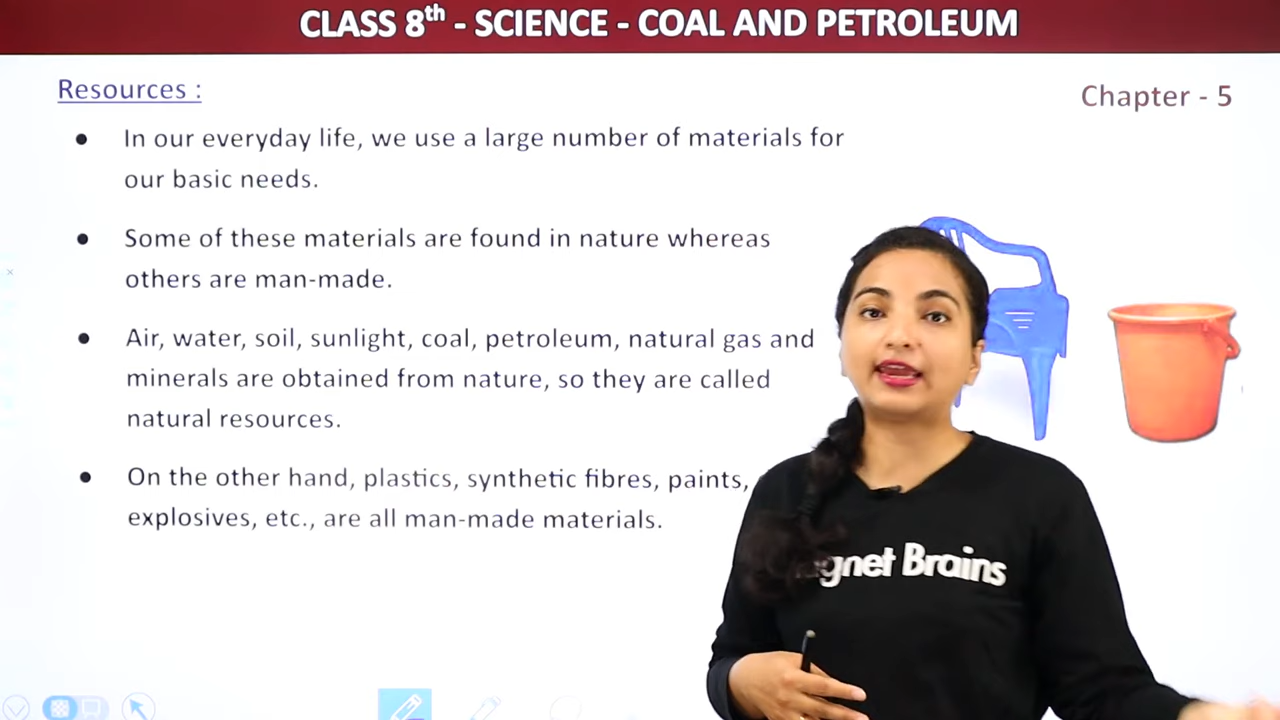 CLASS 8th - SCIENCE - COAL AND PETROLEUM
Resources :
Chapter - 5
In our everyday life, we use a large number of materials for
our basic needs.
Some of these materials are found in nature whereas
others are man-made.
Air, water, soil, sunlight, coal, petroleum, natural gas and
minerals are obtained from nature, so they are called
natural resources.
On the other hand, plastics, synthetic fibres, paints,
explosives, etc., are all man-made materials.
Brains